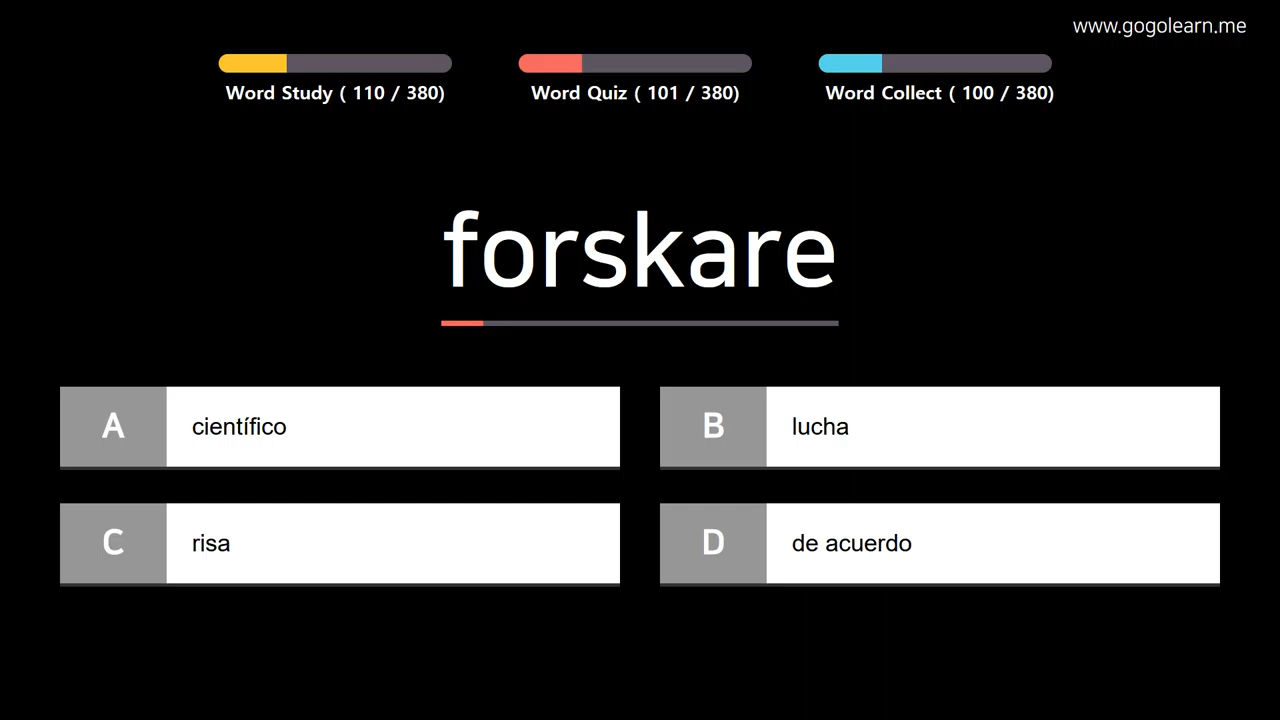 www.gogolearn.me
Word Study ( 110 / 380)
Word Quiz ( 101 / 380)
Word Collect ( 100 / 380)
forskare
A científico
B lucha
C risa
D de acuerdo